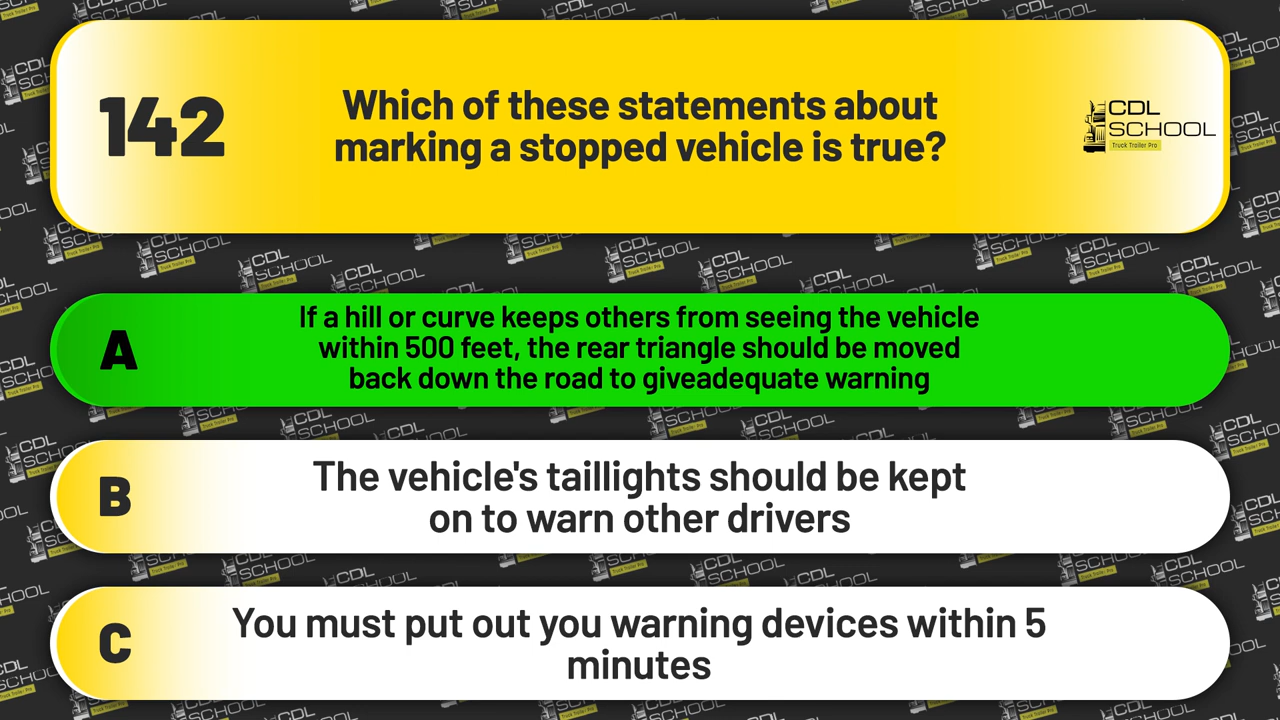 142
Which of these statements about
marking a stopped vehicle is true?
CDL
SCHOOL
Truck Trailer Pro
A
If a hill or curve keeps others from seeing the vehicle
within 500 feet, the rear triangle should be moved
back down the road to giveadequate warning
B
The vehicle's taillights should be kept
on to warn other drivers
C
You must put out you warning devices within 5
minutes